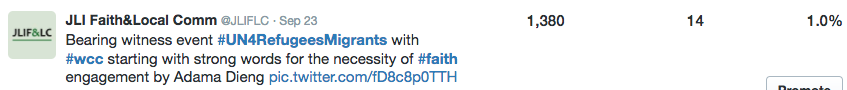 JLIF&LC
JLI Faith&Local Comm @JLIFLC · Sep 23 1,380 14 1.0%
Bearing witness event #UN4RefugeesMigrants with
#wcc starting with strong words for the necessity of #faith
engagement by Adama Dieng pic.twitter.com/fD8c8p0TTH
Promote